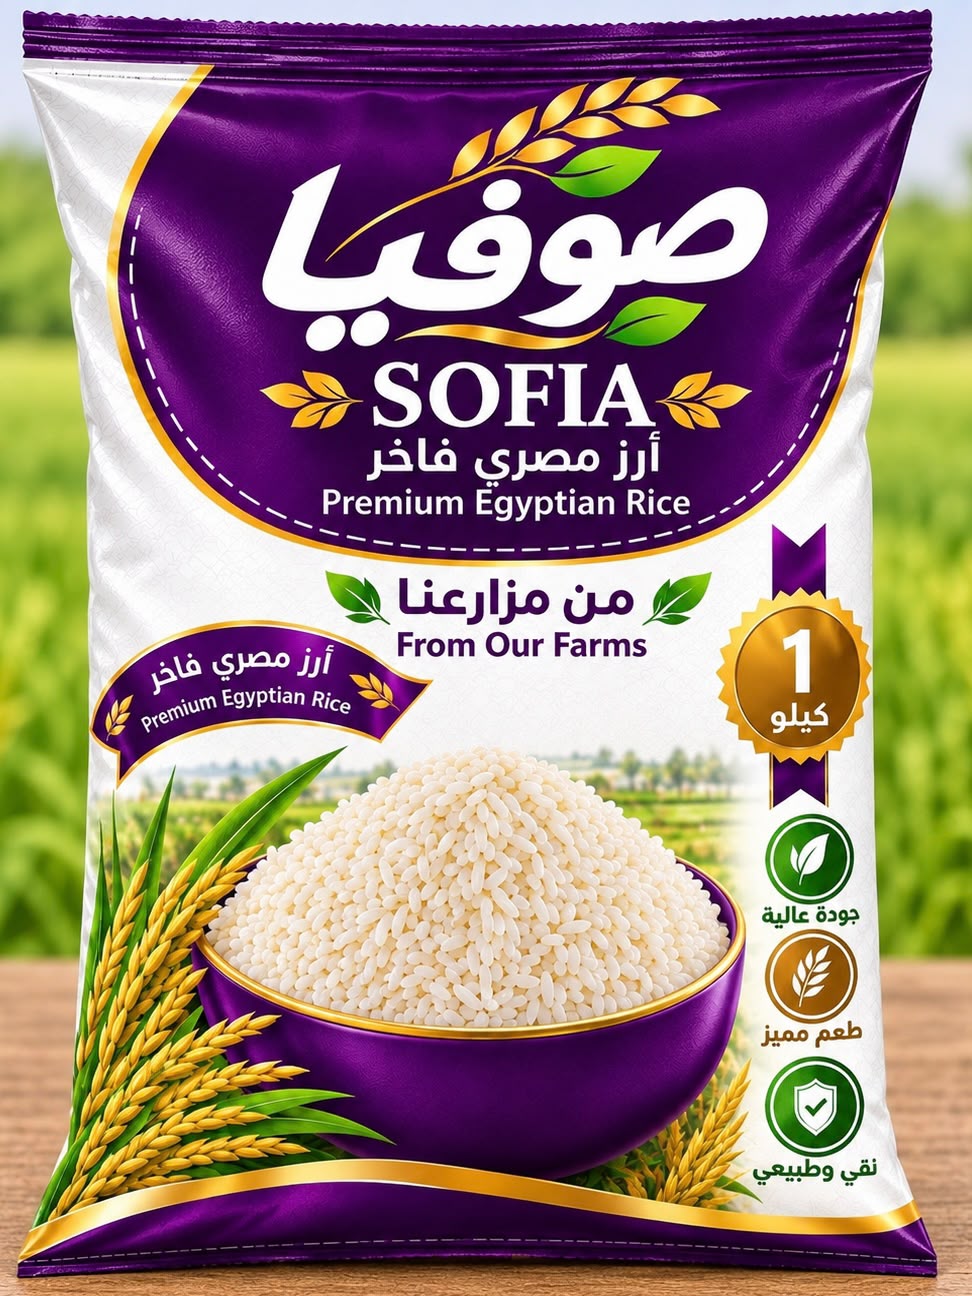 صوفيا
SOFIA
أرز مصري فاخر
Premium Egyptian Rice
من مزارعنا
From Our Farms
أرز مصري فاخر
Premium Egyptian Rice
1
كيلو
جودة عالية
طعم مميز
نقي وطبيعي